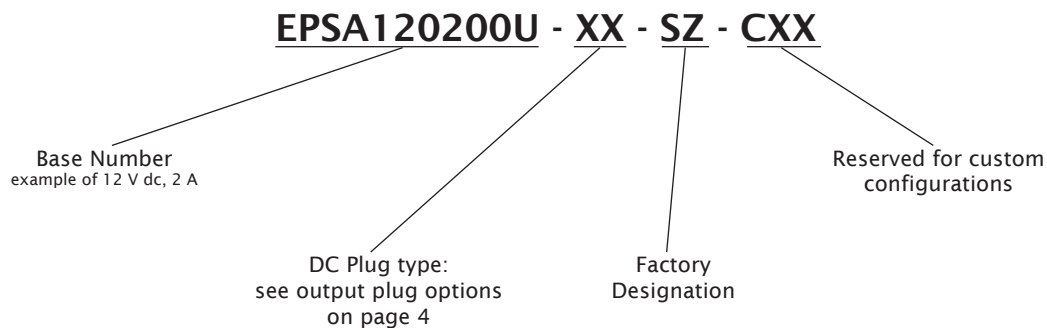 EPSA120200U - XX - SZ - CXX
Base Number
example of 12 V dc, 2 A
Reserved for custom
configurations
DC Plug type:
see output plug options
on page 4
Factory
Designation